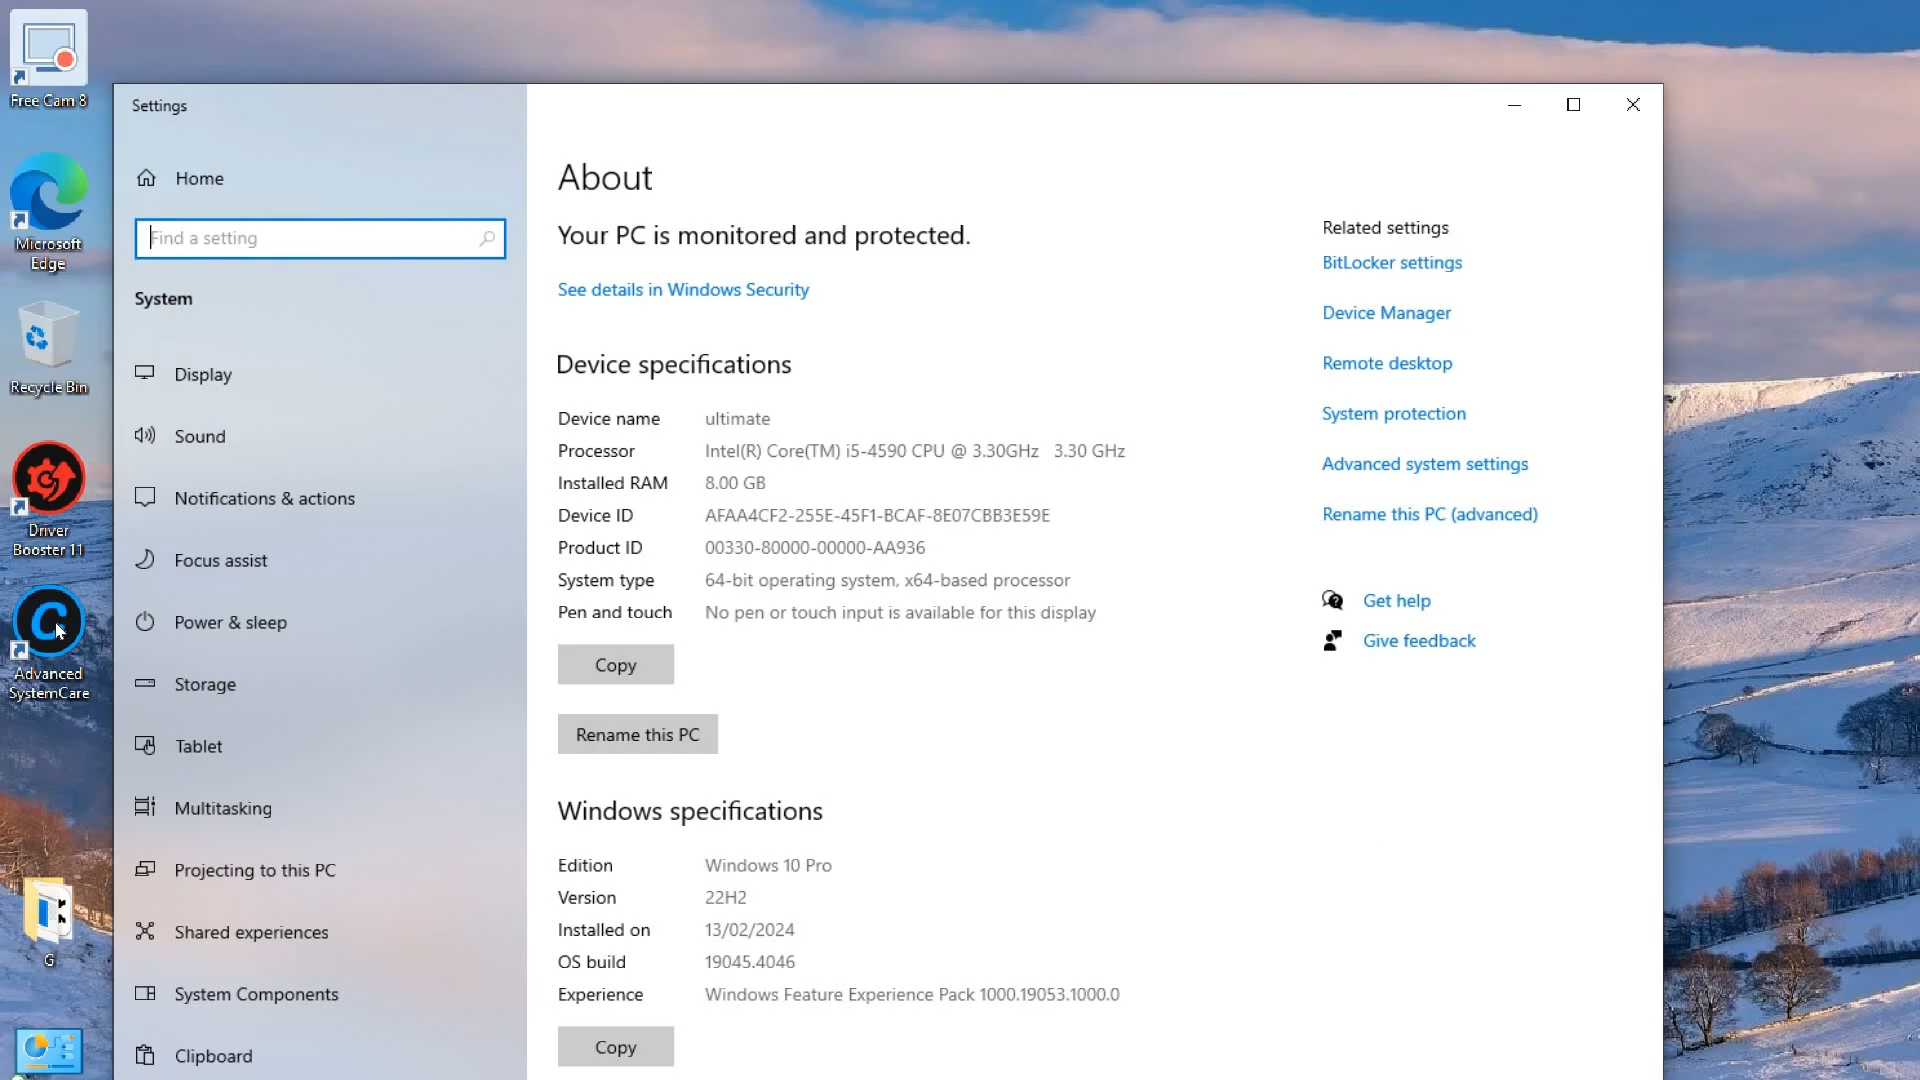 Free Cam 8
Microsoft
Edge
Recycle Bin
Driver
Booster 11
Advanced
SystemCare
G
Settings
Home
Find a setting
System
Display
Sound
Notifications & actions
Focus assist
Power & sleep
Storage
Tablet
Multitasking
Projecting to this PC
Shared experiences
System Components
Clipboard
About
Your PC is monitored and protected.
See details in Windows Security
Device specifications
Device name ultimate
Processor Intel(R) Core(TM) i5-4590 CPU @ 3.30GHz 3.30 GHz
Installed RAM 8.00 GB
Device ID AFAA4CF2-255E-45F1-BCAF-8E07CBB3E59E
Product ID 00330-80000-00000-AA936
System type 64-bit operating system, x64-based processor
Pen and touch No pen or touch input is available for this display
Copy
Rename this PC
Windows specifications
Edition Windows 10 Pro
Version 22H2
Installed on 13/02/2024
OS build 19045.4046
Experience Windows Feature Experience Pack 1000.19053.1000.0
Copy
Related settings
BitLocker settings
Device Manager
Remote desktop
System protection
Advanced system settings
Rename this PC (advanced)
Get help
Give feedback